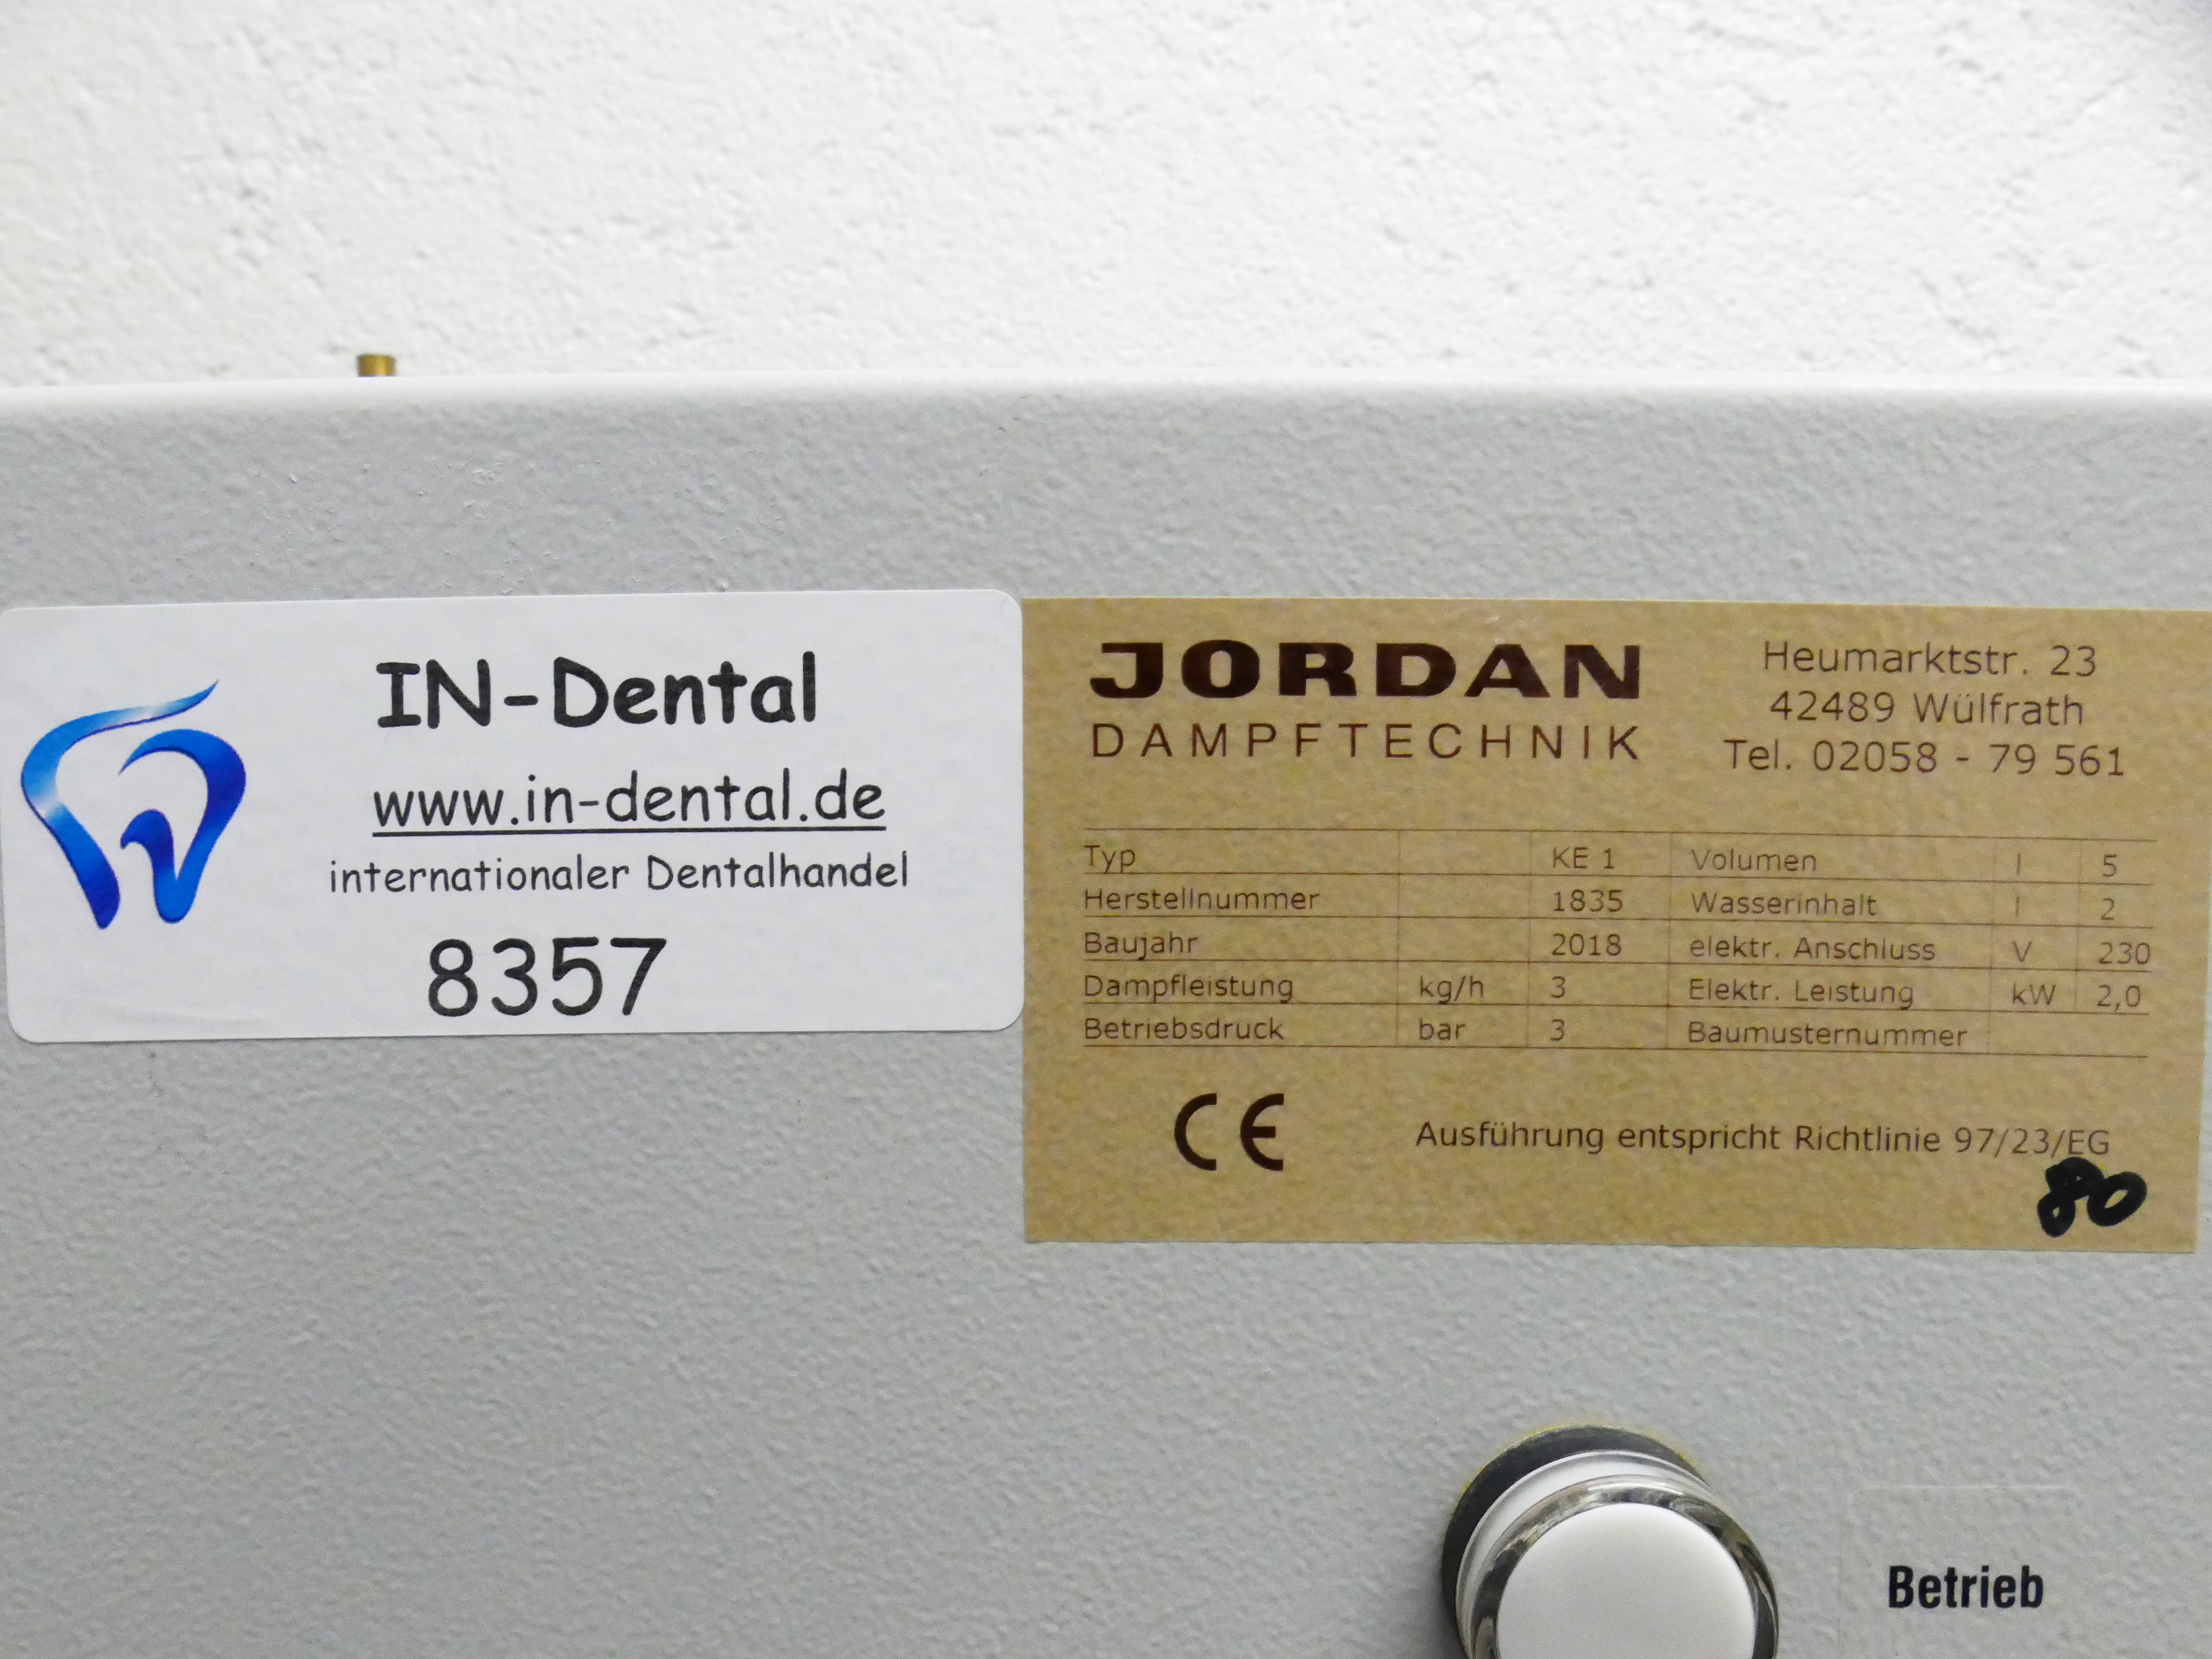 IN-Dental
www.in-dental.de
internationaler Dentalhandel
8357
JORDAN
DAMPFTECHNIK
Heumarktstr. 23
42489 Wülfrath
Tel. 02058 - 79 561
Typ KE 1 Volumen l 5
Herstellnummer 1835 Wasserinhalt l 2
Baujahr 2018 elektr. Anschluss V 230
Dampfleistung kg/h 3 Elektr. Leistung kW 2,0
Betriebsdruck bar 3 Baumusternummer
CE Ausführung entspricht Richtlinie 97/23/EG
80
Betrieb